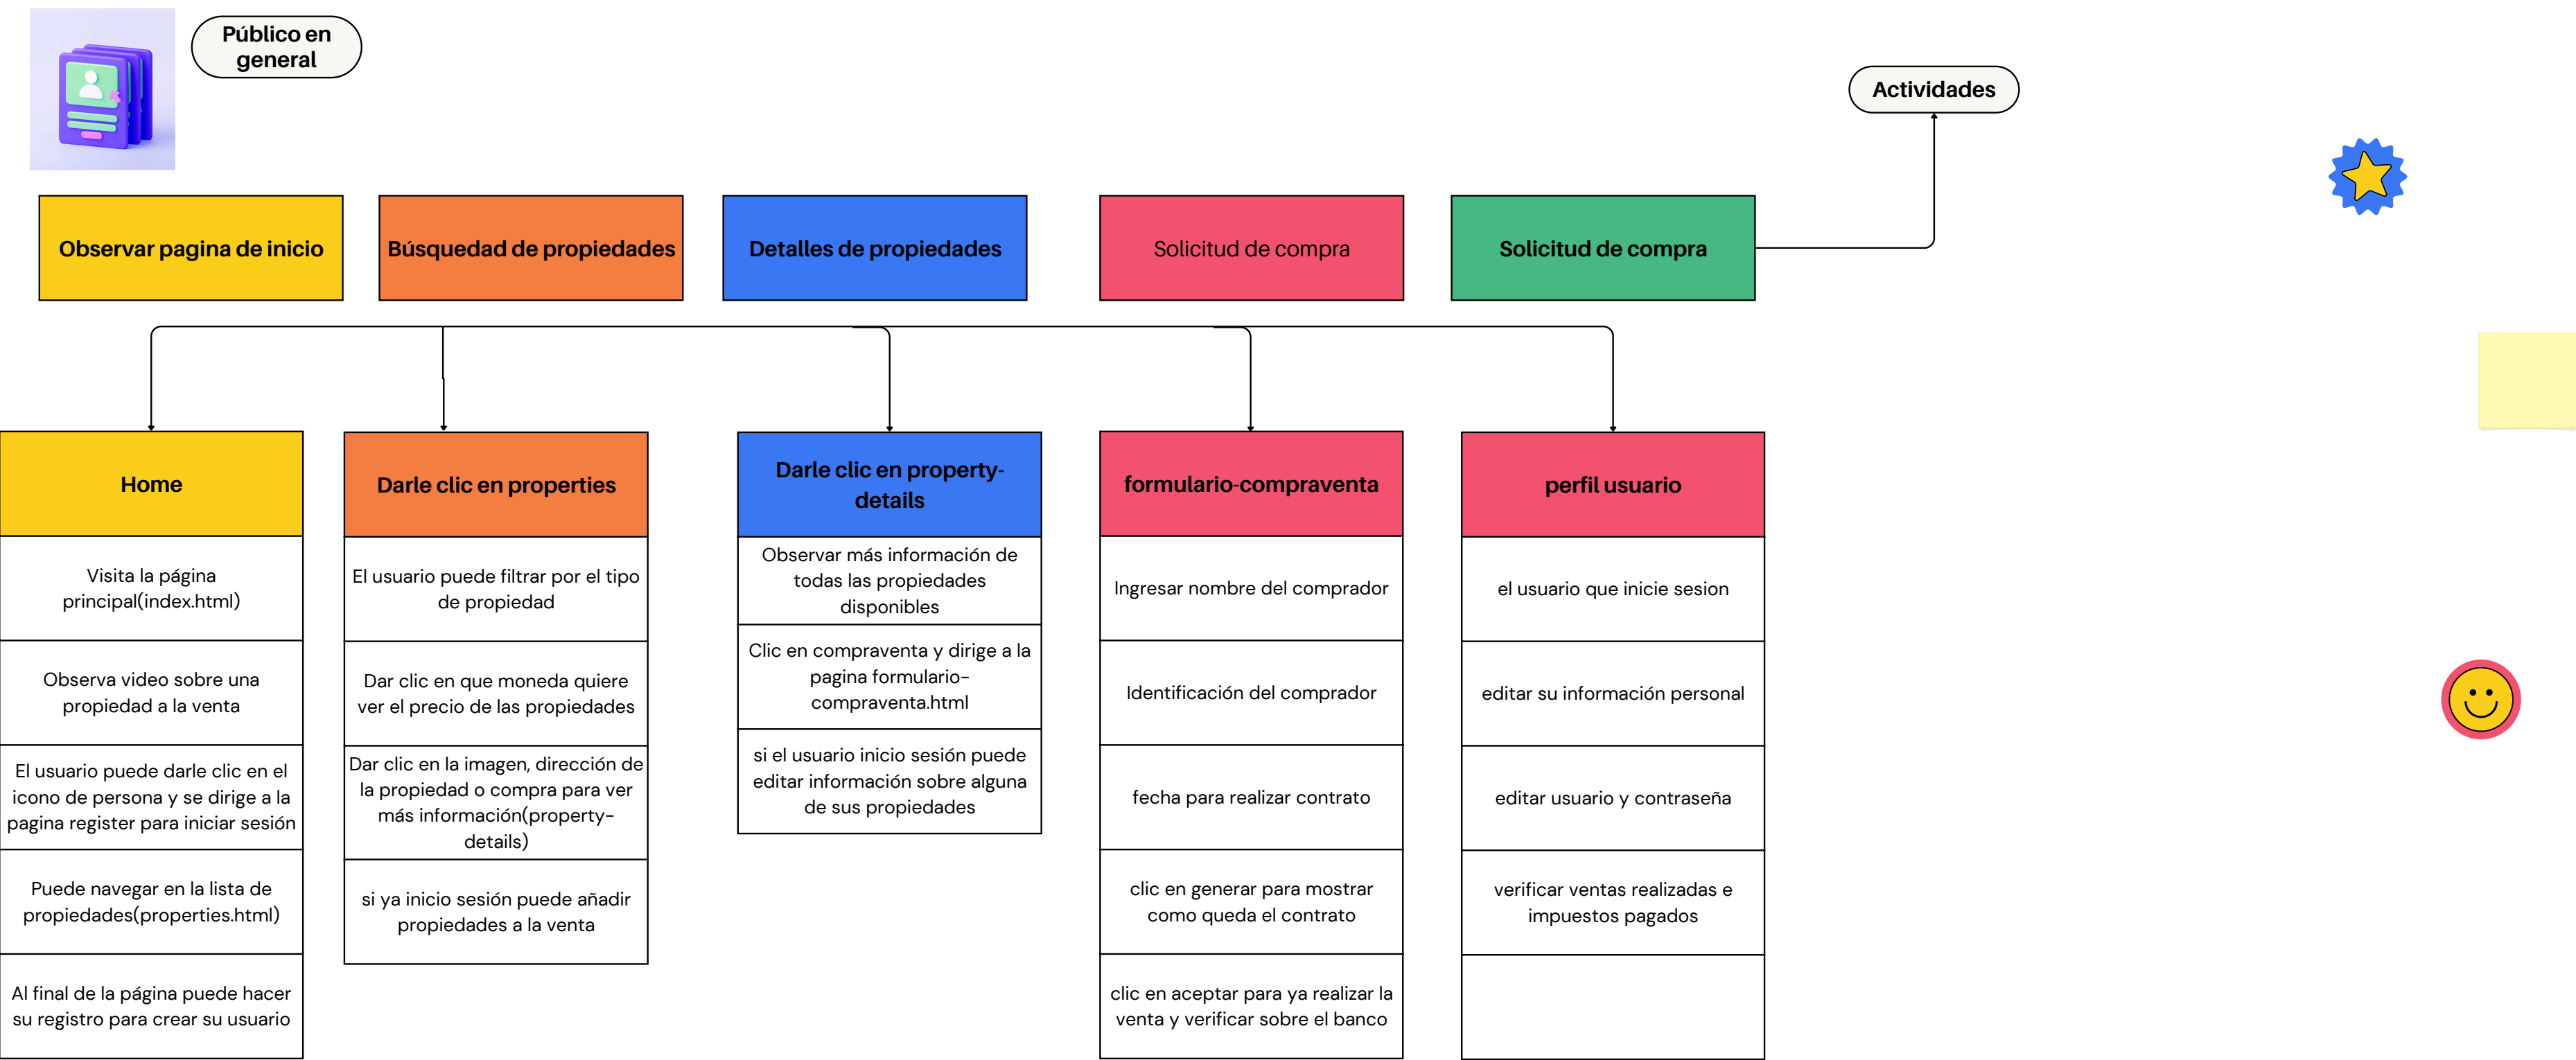 Público en
general
Actividades
Observar pagina de inicio
Búsquedad de propiedades
Detalles de propiedades
Solicitud de compra
Solicitud de compra
Home
Visita la página
principal(index.html)
Observa video sobre una
propiedad a la venta
El usuario puede darle clic en el
icono de persona y se dirige a la
pagina register para iniciar sesión
Puede navegar en la lista de
propiedades(properties.html)
Al final de la página puede hacer
su registro para crear su usuario
Darle clic en properties
El usuario puede filtrar por el tipo
de propiedad
Dar clic en que moneda quiere
ver el precio de las propiedades
Dar clic en la imagen, dirección de
la propiedad o compra para ver
más información(property-
details)
si ya inicio sesión puede añadir
propiedades a la venta
Darle clic en property-
details
Observar más información de
todas las propiedades
disponibles
Clic en compraventa y dirige a la
pagina formulario-
compraventa.html
si el usuario inicio sesión puede
editar información sobre alguna
de sus propiedades
formulario-compraventa
Ingresar nombre del comprador
Identificación del comprador
fecha para realizar contrato
clic en generar para mostrar
como queda el contrato
clic en aceptar para ya realizar la
venta y verificar sobre el banco
perfil usuario
el usuario que inicie sesion
editar su información personal
editar usuario y contraseña
verificar ventas realizadas e
impuestos pagados